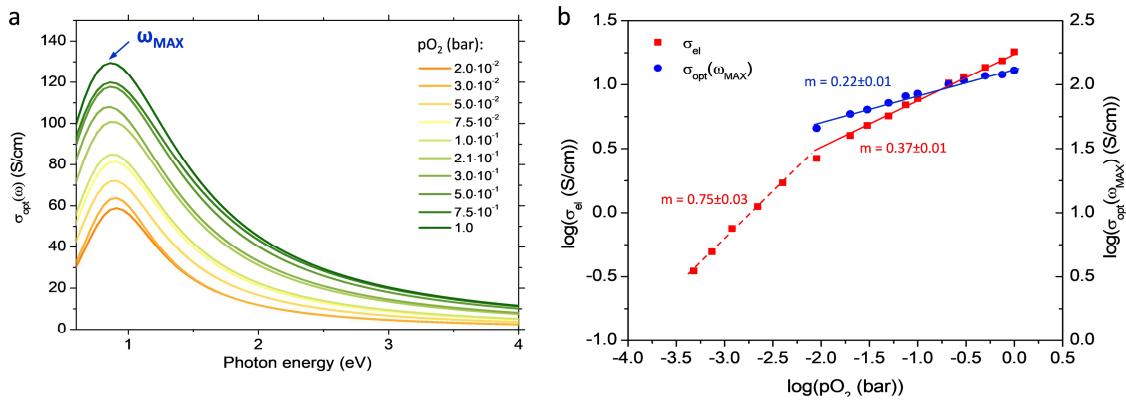 a
ω_MAX
pO₂ (bar):
2.0·10⁻²
3.0·10⁻²
5.0·10⁻²
7.5·10⁻²
1.0·10⁻¹
2.1·10⁻¹
3.0·10⁻¹
5.0·10⁻¹
7.5·10⁻¹
1.0
140
120
100
80
60
40
20
0
σ_opt(ω) (S/cm)
1
2
3
4
Photon energy (eV)
b
σ_el
σ_opt(ω_MAX)
m = 0.22±0.01
m = 0.37±0.01
m = 0.75±0.03
1.5
1.0
0.5
0.0
-0.5
-1.0
log(σ_el (S/cm))
2.5
2.0
1.5
1.0
0.5
0.0
log(σ_opt(ω_MAX) (S/cm))
-4.0 -3.5 -3.0 -2.5 -2.0 -1.5 -1.0 -0.5 0.0 0.5
log(pO₂ (bar))